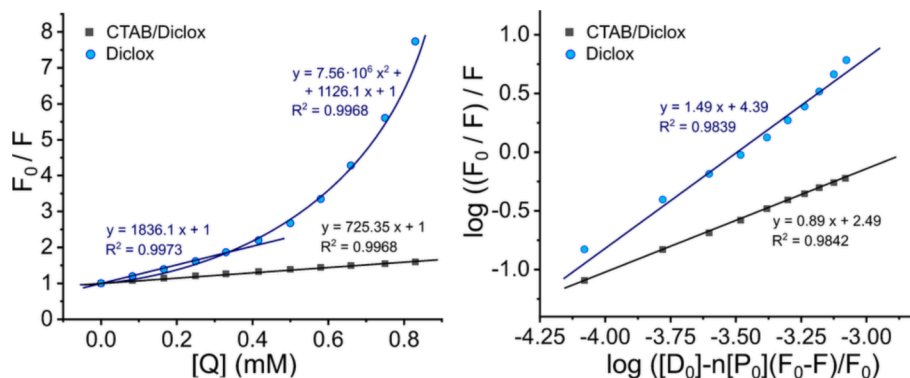 CTAB/Diclox
Diclox
y = 7.56·10⁶ x² +
+ 1126.1 x + 1
R² = 0.9968
y = 1836.1 x + 1
R² = 0.9973
y = 725.35 x + 1
R² = 0.9968
8
7
6
5
4
3
2
1
0
F₀ / F
0.0 0.2 0.4 0.6 0.8
[Q] (mM)
CTAB/Diclox
Diclox
y = 1.49 x + 4.39
R² = 0.9839
y = 0.89 x + 2.49
R² = 0.9842
1.0
0.5
0.0
-0.5
-1.0
log ((F₀ / F) / F
-4.25 -4.00 -3.75 -3.50 -3.25 -3.00
log ([D₀]-n[P₀](F₀-F)/F₀)